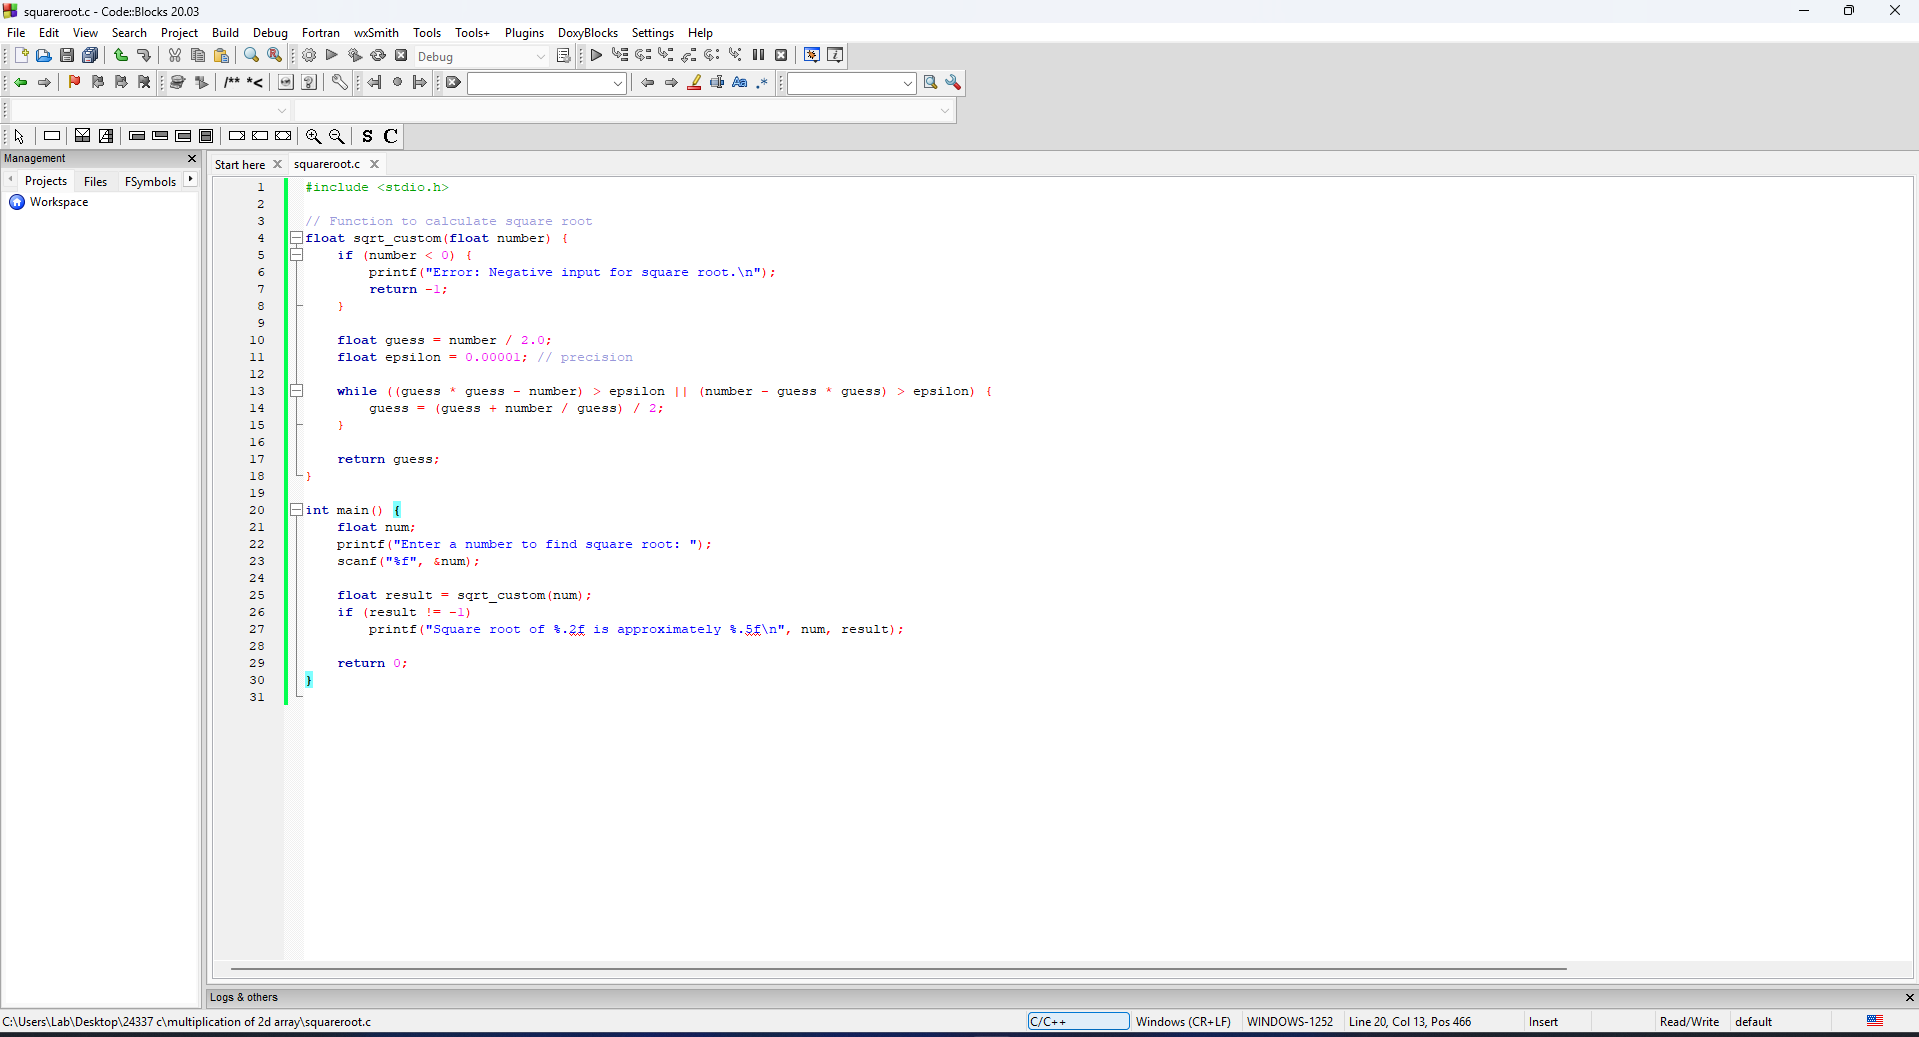 squareroot.c - Code::Blocks 20.03
File Edit View Search Project Build Debug Fortran wxSmith Tools Tools+ Plugins DoxyBlocks Settings Help
Debug
/** *<
Aa .*
S C
Management
Start here squareroot.c
Projects Files FSymbols
Workspace
1 #include <stdio.h>
2
3 // Function to calculate square root
4 float sqrt_custom(float number) {
5     if (number < 0) {
6         printf("Error: Negative input for square root.\n");
7         return -1;
8     }
9
10     float guess = number / 2.0;
11     float epsilon = 0.00001; // precision
12
13     while ((guess * guess - number) > epsilon || (number - guess * guess) > epsilon) {
14         guess = (guess + number / guess) / 2;
15     }
16
17     return guess;
18 }
19
20 int main() {
21     float num;
22     printf("Enter a number to find square root: ");
23     scanf("%f", &num);
24
25     float result = sqrt_custom(num);
26     if (result != -1)
27         printf("Square root of %.2f is approximately %.5f\n", num, result);
28
29     return 0;
30 }
31
Logs & others
C:\Users\Lab\Desktop\24337 c\multiplication of 2d array\squareroot.c C/C++ Windows (CR+LF) WINDOWS-1252 Line 20, Col 13, Pos 466 Insert Read/Write default